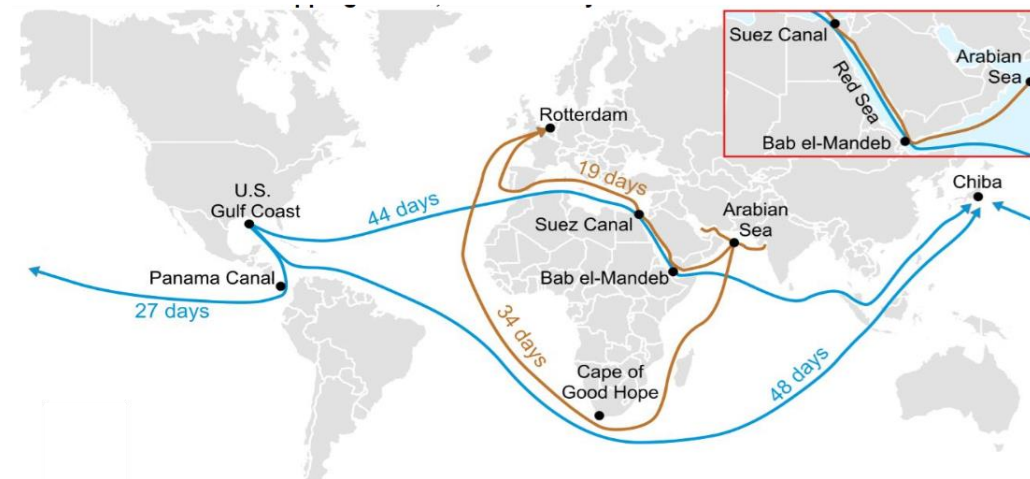 Suez Canal
Red Sea
Arabian
Sea
Bab el-Mandeb
Rotterdam
19 days
Chiba
U.S.
Gulf Coast
44 days
Suez Canal
Arabian
Sea
Panama Canal
Bab el-Mandeb
27 days
34 days
Cape of
Good Hope
48 days